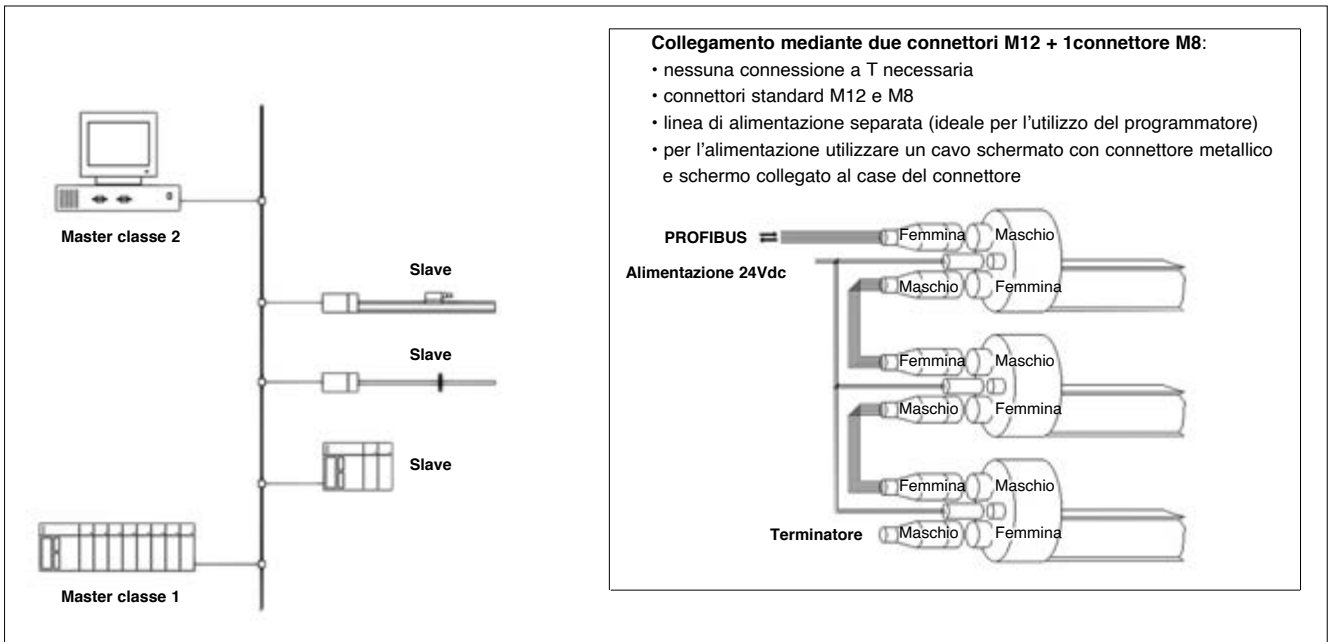 Master classe 2
Slave
Slave
Slave
Master classe 1
Collegamento mediante due connettori M12 + 1connettore M8:
• nessuna connessione a T necessaria
• connettori standard M12 e M8
• linea di alimentazione separata (ideale per l'utilizzo del programmatore)
• per l'alimentazione utilizzare un cavo schermato con connettore metallico
e schermo collegato al case del connettore
PROFIBUS
Femmina Maschio
Alimentazione 24Vdc
Maschio Femmina
Femmina Maschio
Maschio Femmina
Femmina Maschio
Terminatore
Maschio Femmina